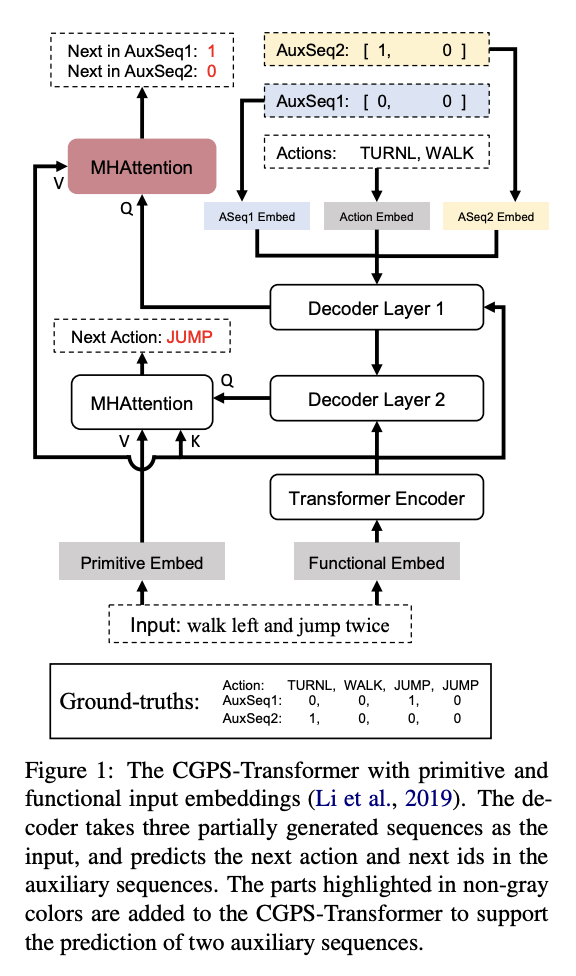 Next in AuxSeq1: 1
Next in AuxSeq2: 0
AuxSeq2: [ 1, 0 ]
AuxSeq1: [ 0, 0 ]
Actions: TURNL, WALK
MHAttention
V
Q
ASeq1 Embed
Action Embed
ASeq2 Embed
Decoder Layer 1
Next Action: JUMP
MHAttention
Q
Decoder Layer 2
V
K
Transformer Encoder
Primitive Embed
Functional Embed
Input: walk left and jump twice
Ground-truths:
Action: TURNL, WALK, JUMP, JUMP
AuxSeq1: 0, 0, 1, 0
AuxSeq2: 1, 0, 0, 0
Figure 1: The CGPS-Transformer with primitive and
functional input embeddings (Li et al., 2019). The de-
coder takes three partially generated sequences as the
input, and predicts the next action and next ids in the
auxiliary sequences. The parts highlighted in non-gray
colors are added to the CGPS-Transformer to support
the prediction of two auxiliary sequences.